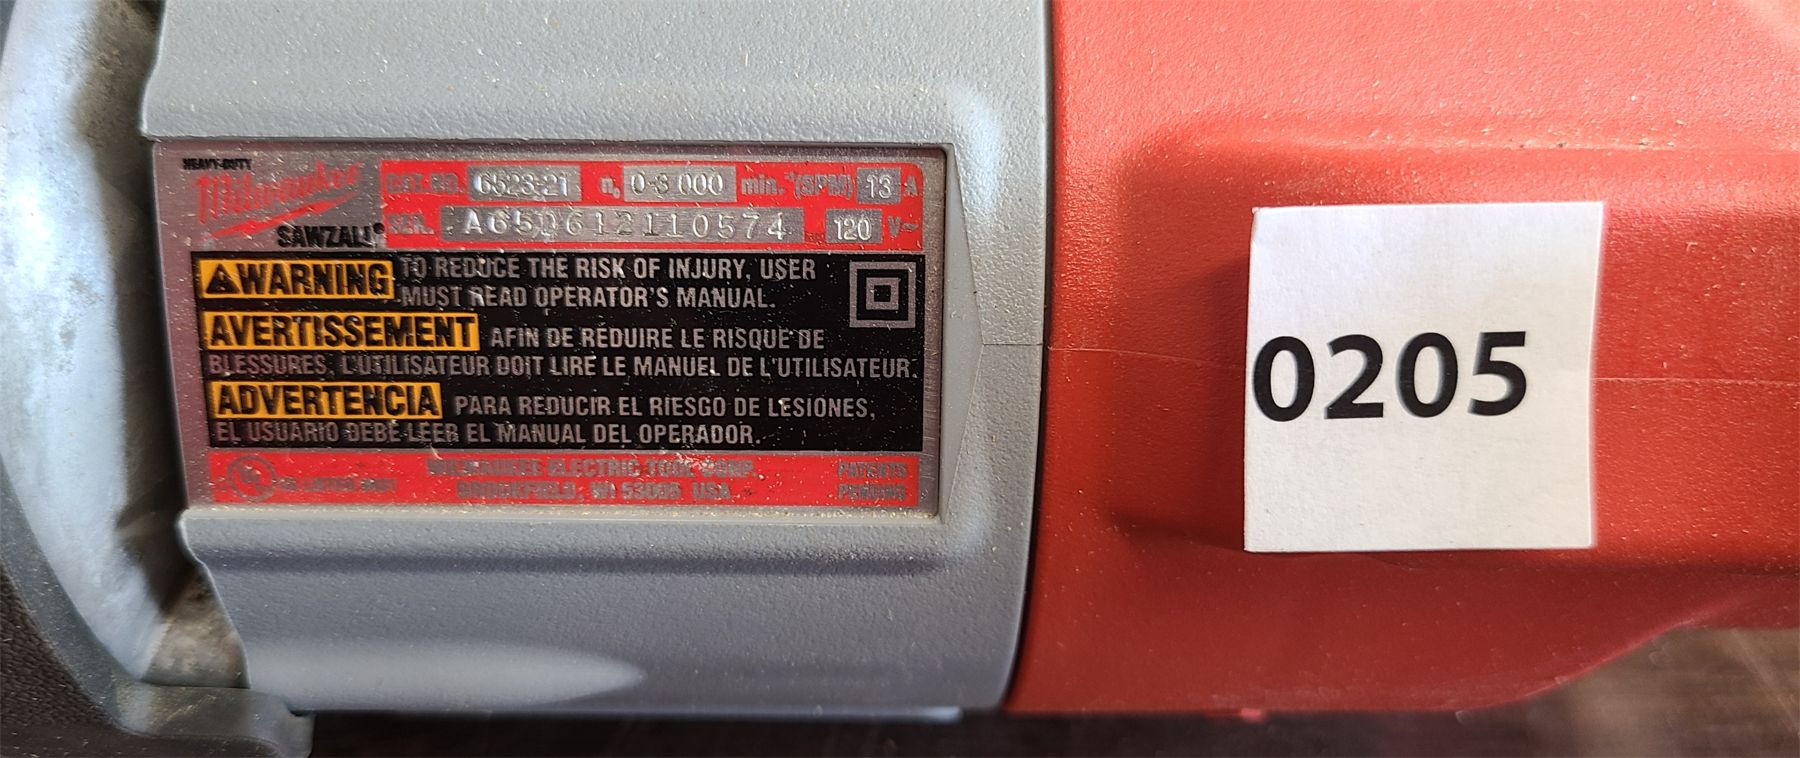 HEAVY-DUTY
Milwaukee
SAWZALL®
CAT. NO. 6523-21 n₀ 0-3 000 min.⁻¹(SPM) 13 A
SER. A65D612110574 120 V~
⚠WARNING TO REDUCE THE RISK OF INJURY, USER
MUST READ OPERATOR'S MANUAL.
AVERTISSEMENT AFIN DE RÉDUIRE LE RISQUE DE
BLESSURES, L'UTILISATEUR DOIT LIRE LE MANUEL DE L'UTILISATEUR.
ADVERTENCIA PARA REDUCIR EL RIESGO DE LESIONES,
EL USUARIO DEBE LEER EL MANUAL DEL OPERADOR.
MILWAUKEE ELECTRIC TOOL CORP.
BROOKFIELD, WI 53005 USA
PATENTS
PENDING
0205